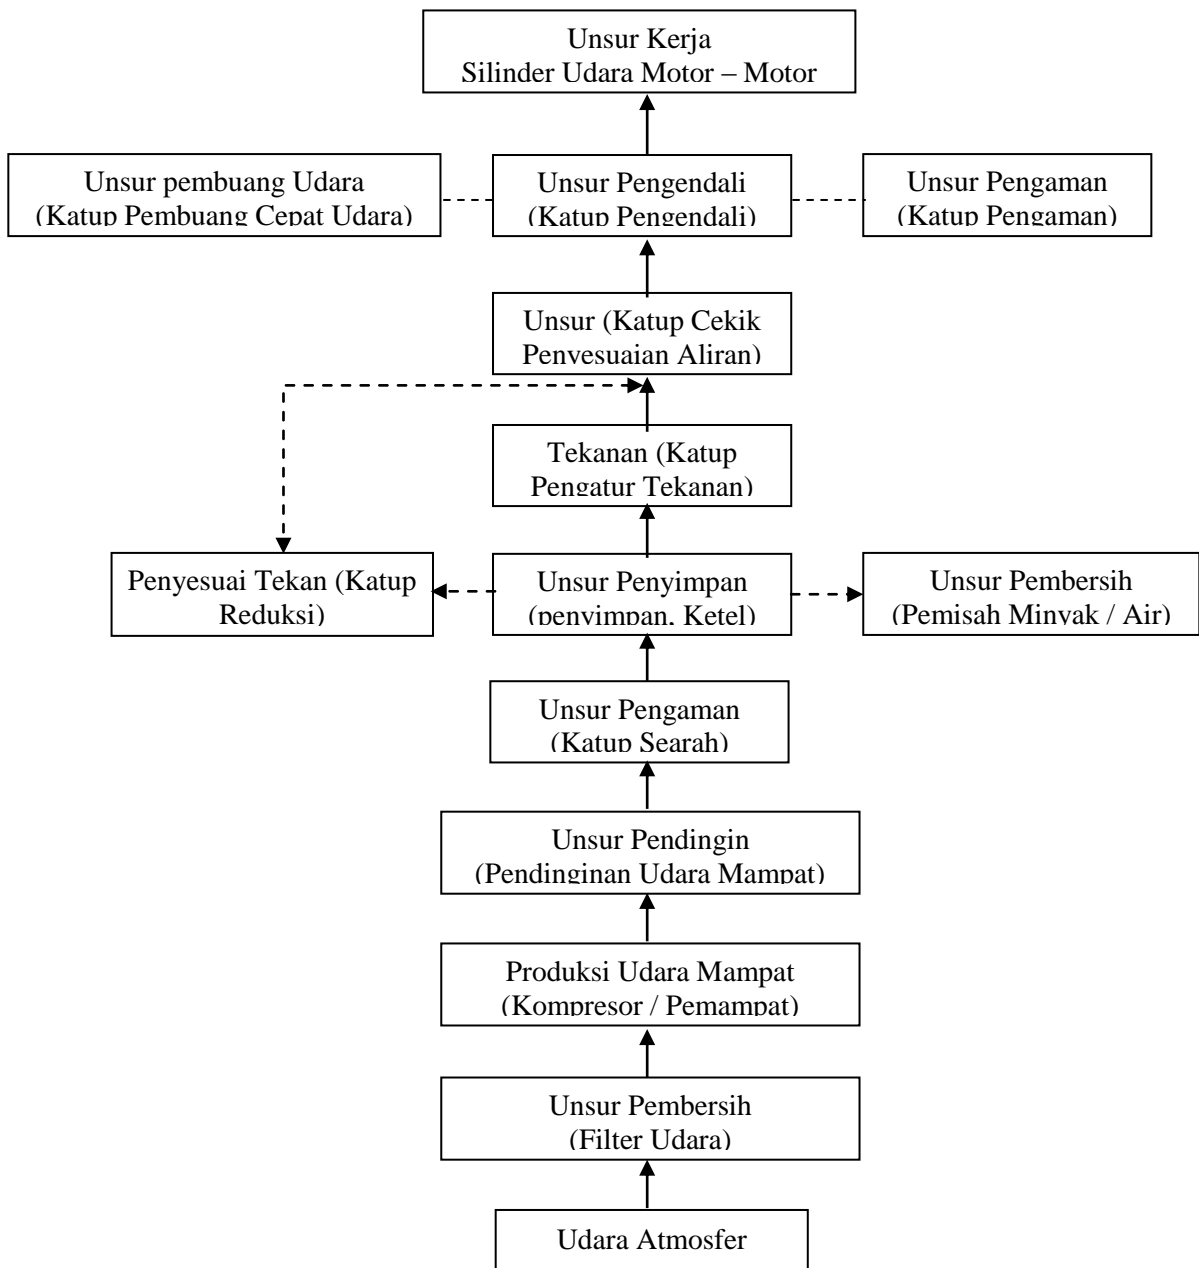 Unsur Kerja
Silinder Udara Motor – Motor
Unsur pembuang Udara
(Katup Pembuang Cepat Udara)
Unsur Pengendali
(Katup Pengendali)
Unsur Pengaman
(Katup Pengaman)
Unsur (Katup Cekik
Penyesuaian Aliran)
Tekanan (Katup
Pengatur Tekanan)
Penyesuai Tekan (Katup
Reduksi)
Unsur Penyimpan
(penyimpan, Ketel)
Unsur Pembersih
(Pemisah Minyak / Air)
Unsur Pengaman
(Katup Searah)
Unsur Pendingin
(Pendinginan Udara Mampat)
Produksi Udara Mampat
(Kompresor / Pemampat)
Unsur Pembersih
(Filter Udara)
Udara Atmosfer